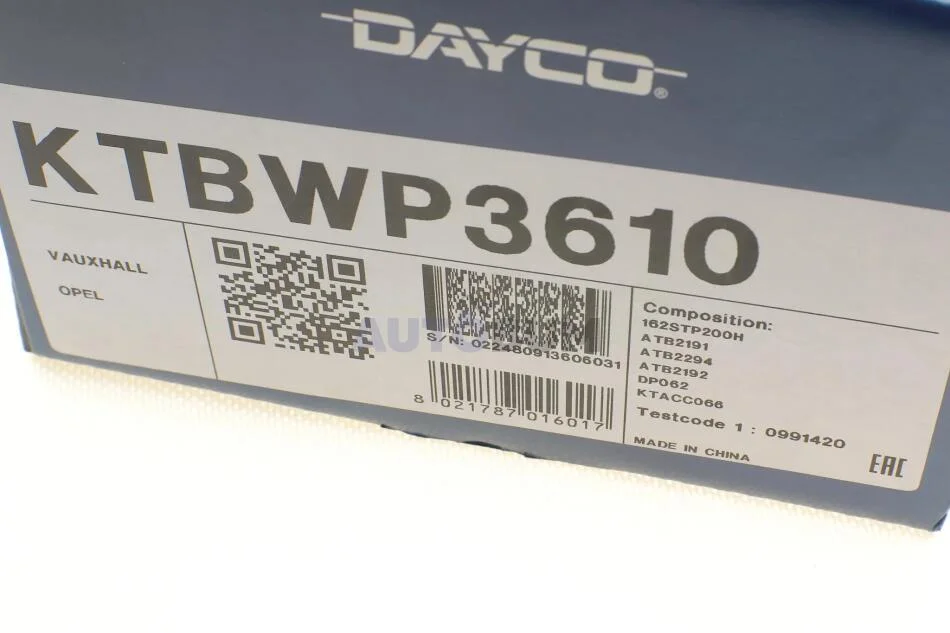 DAYCO®
KTBWP3610
VAUXHALL
OPEL
S/N: 022480913606031
8 021787 016017
Composition:
162STP200H
ATB2191
ATB2294
ATB2192
DP062
KTACC066
Testcode 1 : 0991420
MADE IN CHINA
EAC